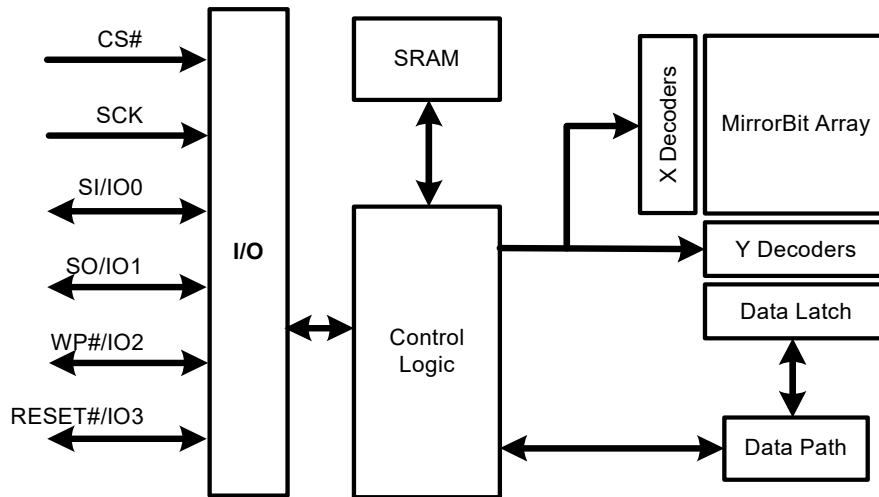 CS#
SCK
SI/IO0
SO/IO1
WP#/IO2
RESET#/IO3
I/O
SRAM
Control
Logic
X Decoders
MirrorBit Array
Y Decoders
Data Latch
Data Path